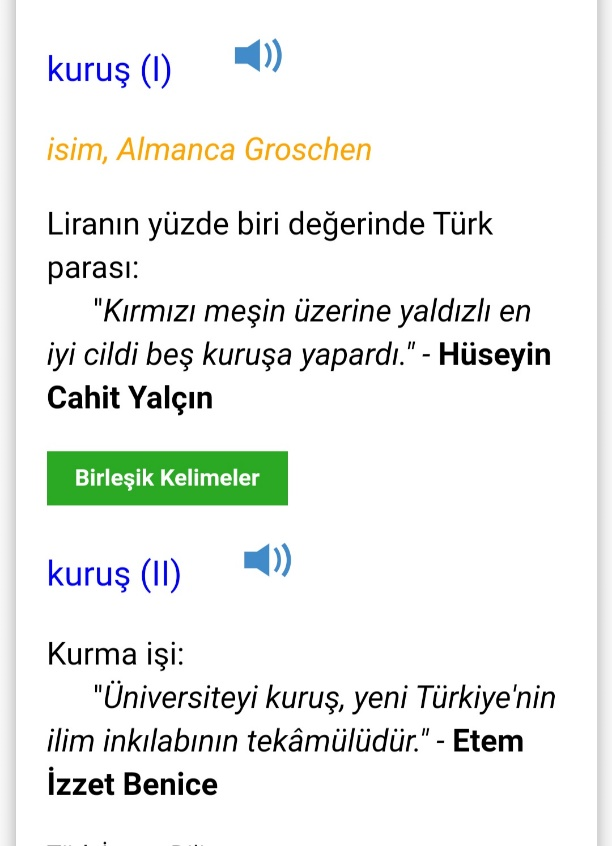 kuruş (I)
isim, Almanca Groschen
Liranın yüzde biri değerinde Türk
parası:
"Kırmızı meşin üzerine yaldızlı en
iyi cildi beş kuruşa yapardı." - Hüseyin
Cahit Yalçın
Birleşik Kelimeler
kuruş (II)
Kurma işi:
"Üniversiteyi kuruş, yeni Türkiye'nin
ilim inkılabının tekâmülüdür." - Etem
İzzet Benice